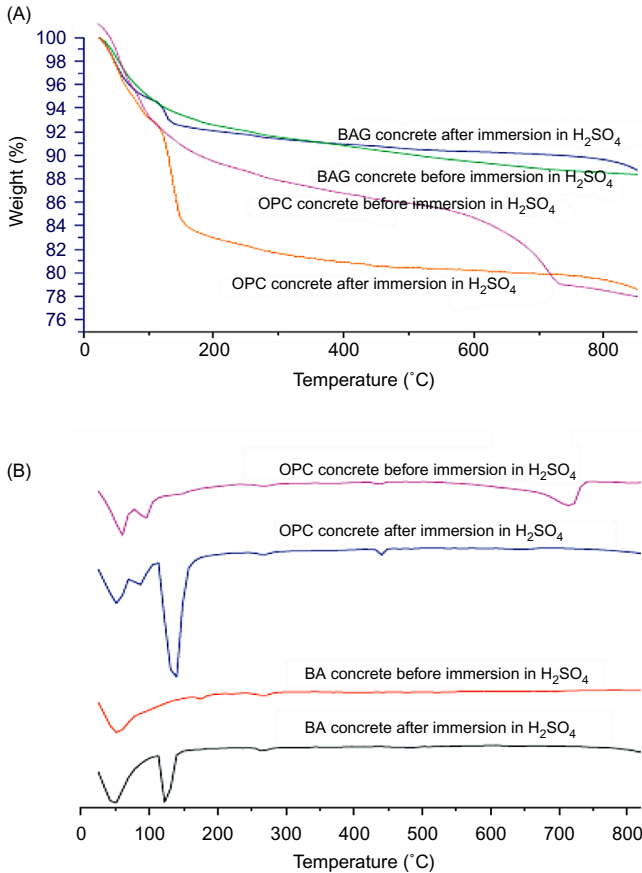 (A)
100
98
96
94
92
90
88
86
84
82
80
78
76
Weight (%)
BAG concrete after immersion in H₂SO₄
BAG concrete before immersion in H₂SO₄
OPC concrete before immersion in H₂SO₄
OPC concrete after immersion in H₂SO₄
0 200 400 600 800
Temperature (˚C)
(B)
OPC concrete before immersion in H₂SO₄
OPC concrete after immersion in H₂SO₄
BA concrete before immersion in H₂SO₄
BA concrete after immersion in H₂SO₄
0 100 200 300 400 500 600 700 800
Temperature (˚C)